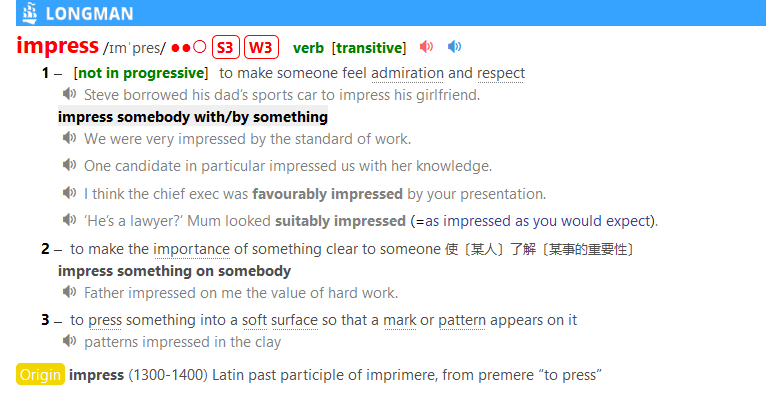 LONGMAN
impress /ɪmˈpres/ ●●○ S3 W3 verb [transitive]
1 – [not in progressive] to make someone feel admiration and respect
Steve borrowed his dad’s sports car to impress his girlfriend.
impress somebody with/by something
We were very impressed by the standard of work.
One candidate in particular impressed us with her knowledge.
I think the chief exec was favourably impressed by your presentation.
‘He’s a lawyer?’ Mum looked suitably impressed (=as impressed as you would expect).
2 – to make the importance of something clear to someone 使〔某人〕了解〔某事的重要性〕
impress something on somebody
Father impressed on me the value of hard work.
3 – to press something into a soft surface so that a mark or pattern appears on it
patterns impressed in the clay
Origin impress (1300-1400) Latin past participle of imprimere, from premere “to press”